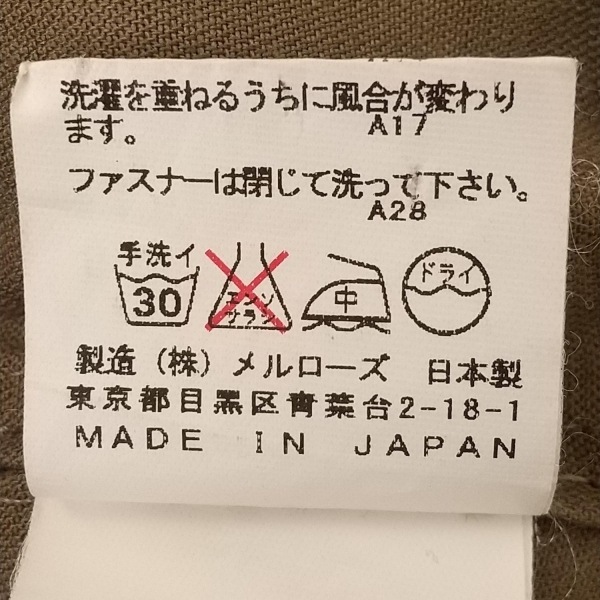 洗濯を重ねるうちに風合が変わり
ます。
A17
ファスナーは閉じて洗って下さい。
A28
手洗イ
30
エンソ
サラシ
中
ドライ
製造（株）メルローズ 日本製
東京都目黒区青葉台2-18-1
MADE IN JAPAN